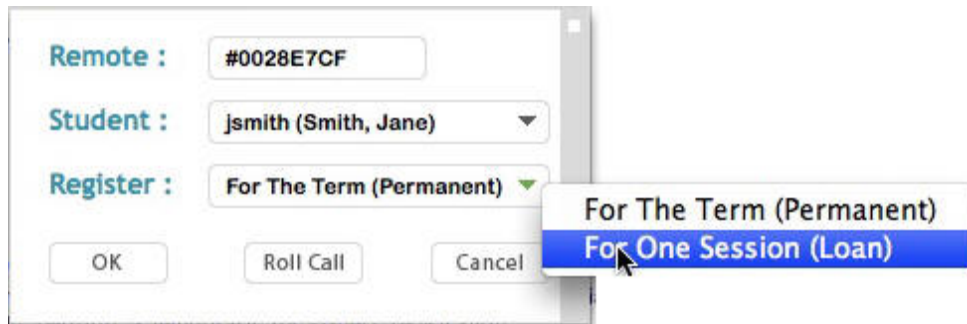 Remote : #0028E7CF
Student : jsmith (Smith, Jane)
Register : For The Term (Permanent)
For The Term (Permanent)
For One Session (Loan)
OK Roll Call Cancel